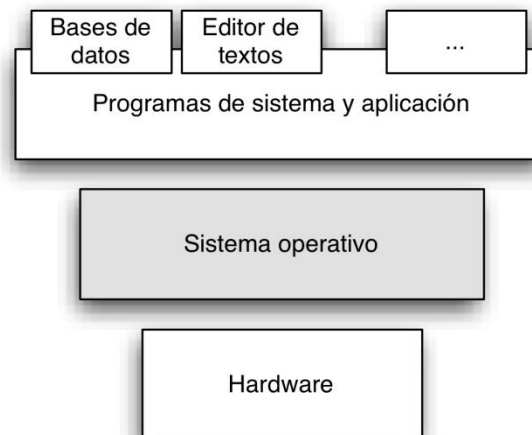 Bases de
datos
Editor de
textos
...
Programas de sistema y aplicación
Sistema operativo
Hardware